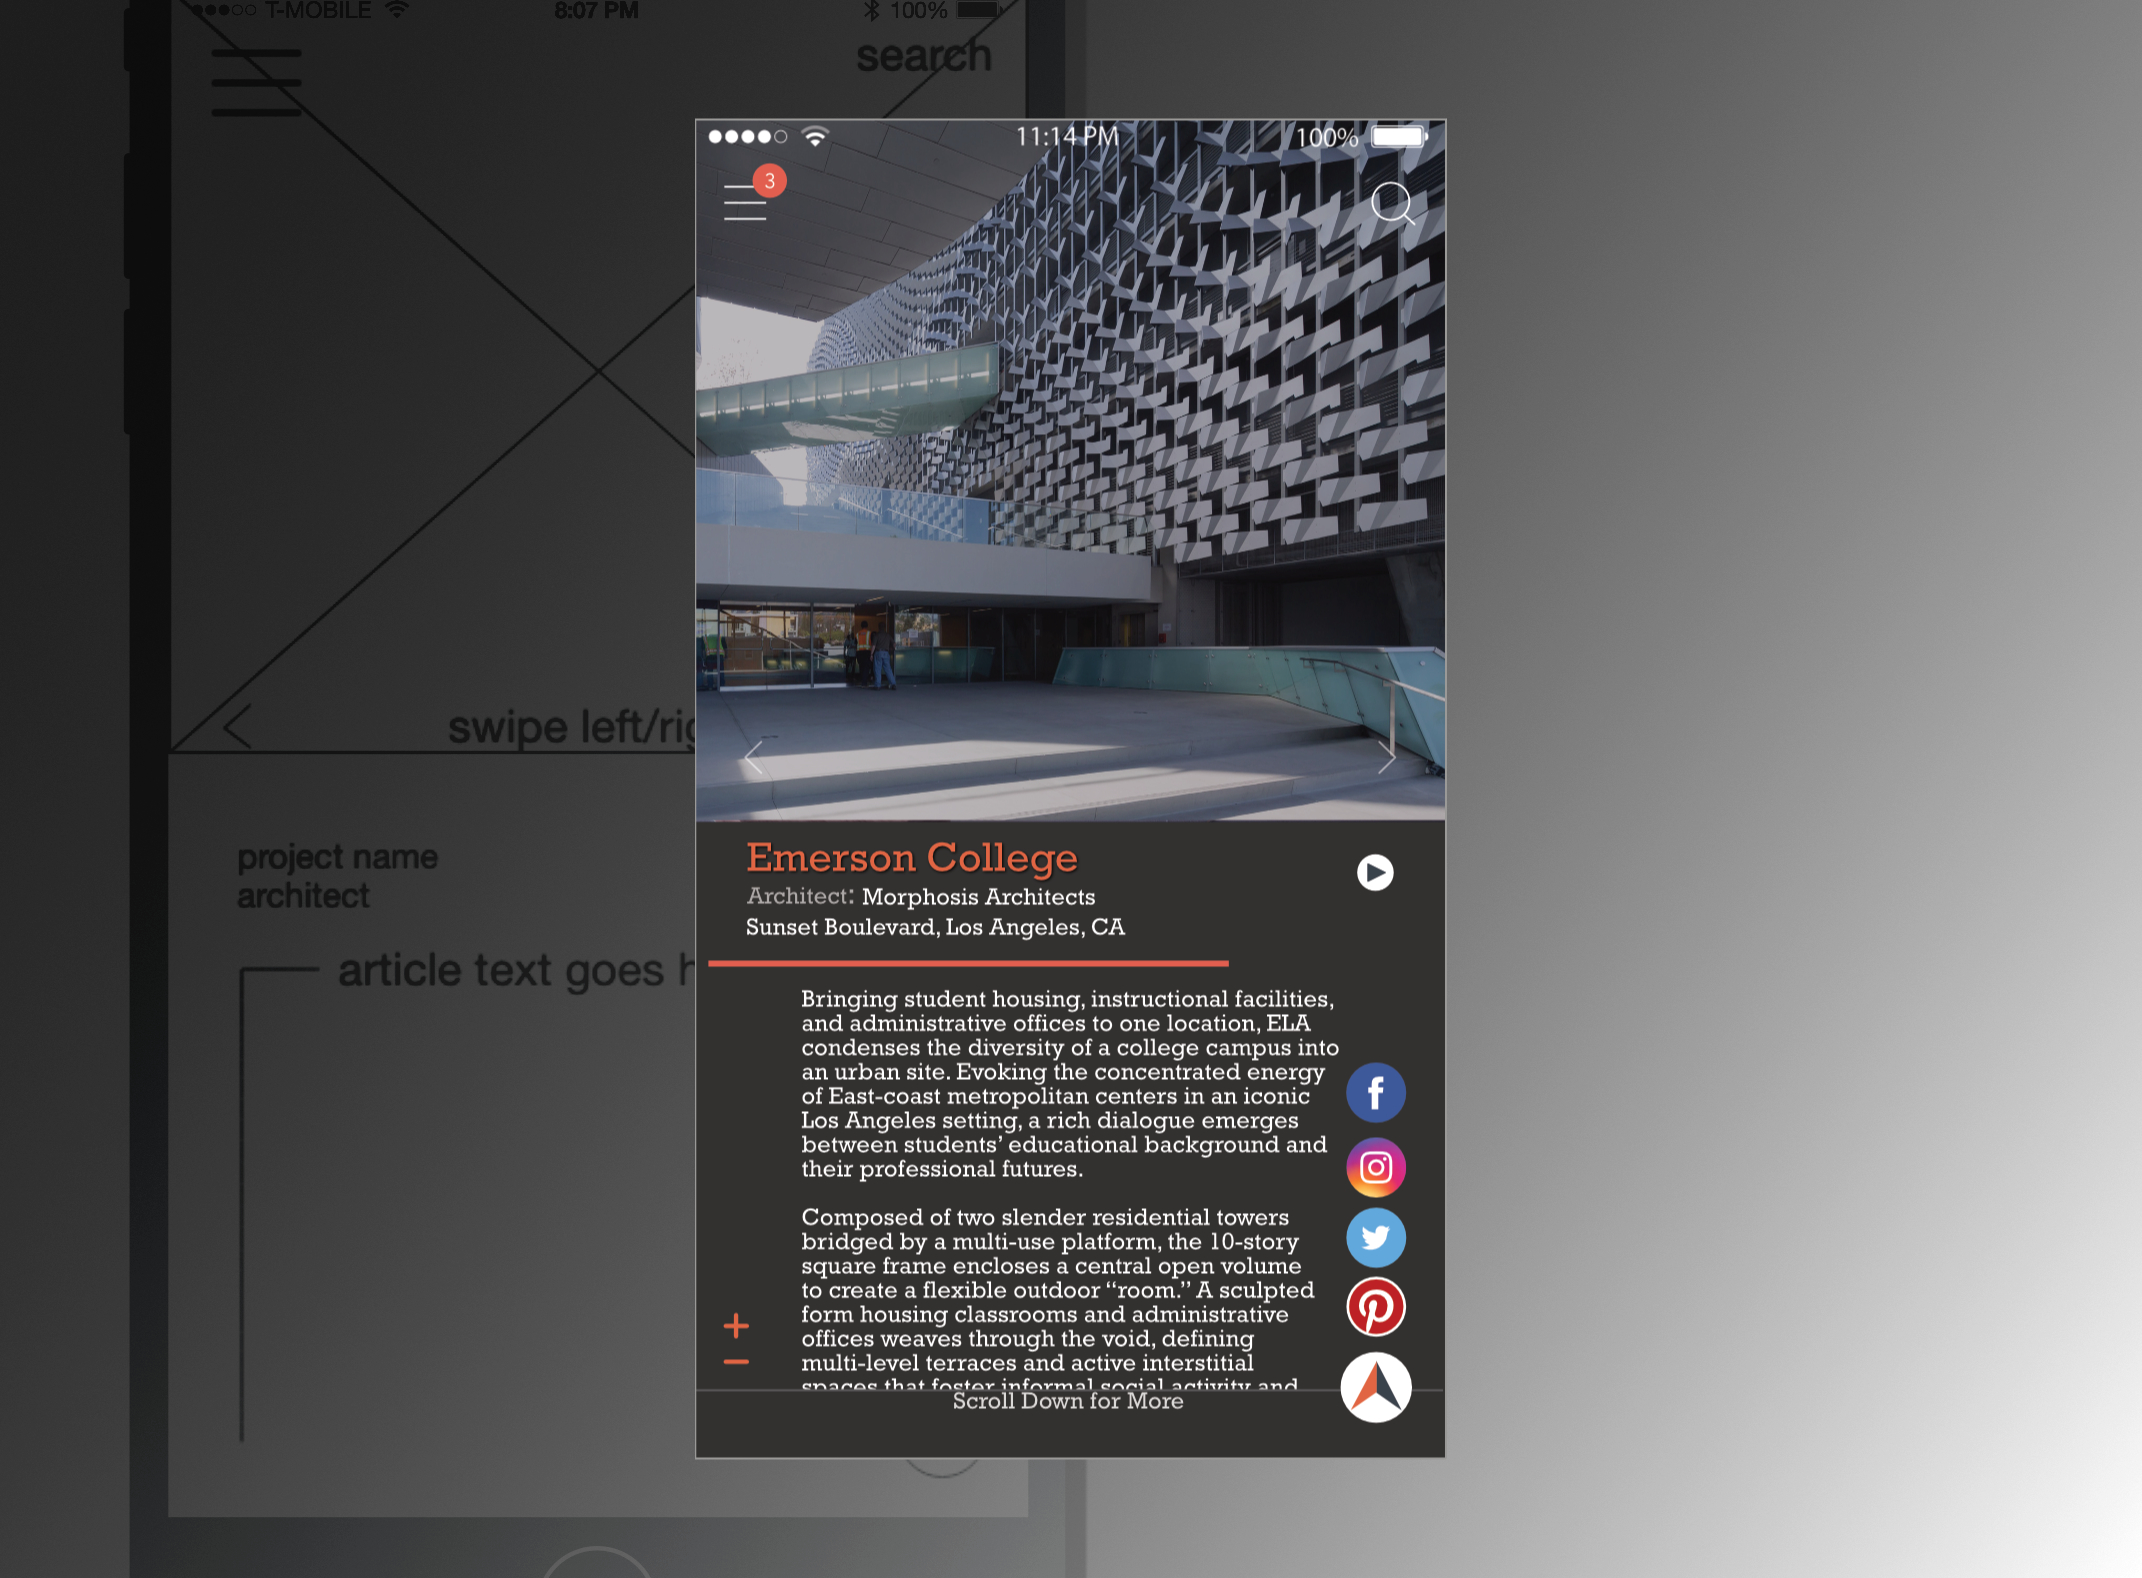 T-MOBILE 8:07 PM 100%
search
swipe left/rig
project name
architect
article text goes h
11:14 PM 100%
3
Emerson College
Architect: Morphosis Architects
Sunset Boulevard, Los Angeles, CA
Bringing student housing, instructional facilities,
and administrative offices to one location, ELA
condenses the diversity of a college campus into
an urban site. Evoking the concentrated energy
of East-coast metropolitan centers in an iconic
Los Angeles setting, a rich dialogue emerges
between students’ educational background and
their professional futures.
Composed of two slender residential towers
bridged by a multi-use platform, the 10-story
square frame encloses a central open volume
to create a flexible outdoor “room.” A sculpted
form housing classrooms and administrative
offices weaves through the void, defining
multi-level terraces and active interstitial
spaces that foster informal social activity and
Scroll Down for More